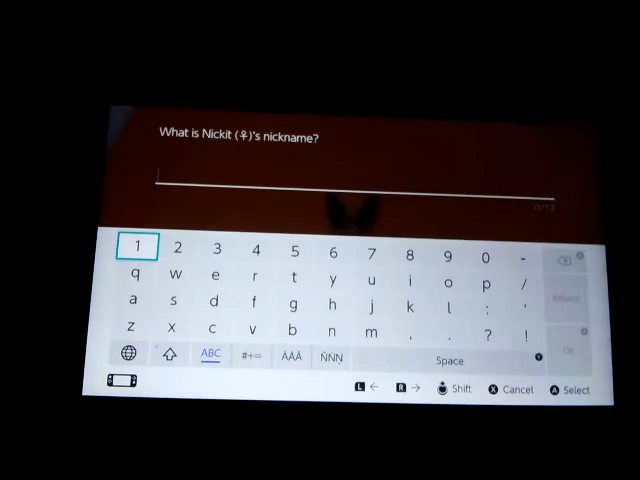 What is Nickit (♀)'s nickname?
0/12
1 2 3 4 5 6 7 8 9 0 -
q w e r t y u i o p / Return
a s d f g h j k l : '
z x c v b n m , . ? ! OK
ABC #+= ÀÁÂ ÑŃŅ Space Y
L ← R → Shift X Cancel A Select